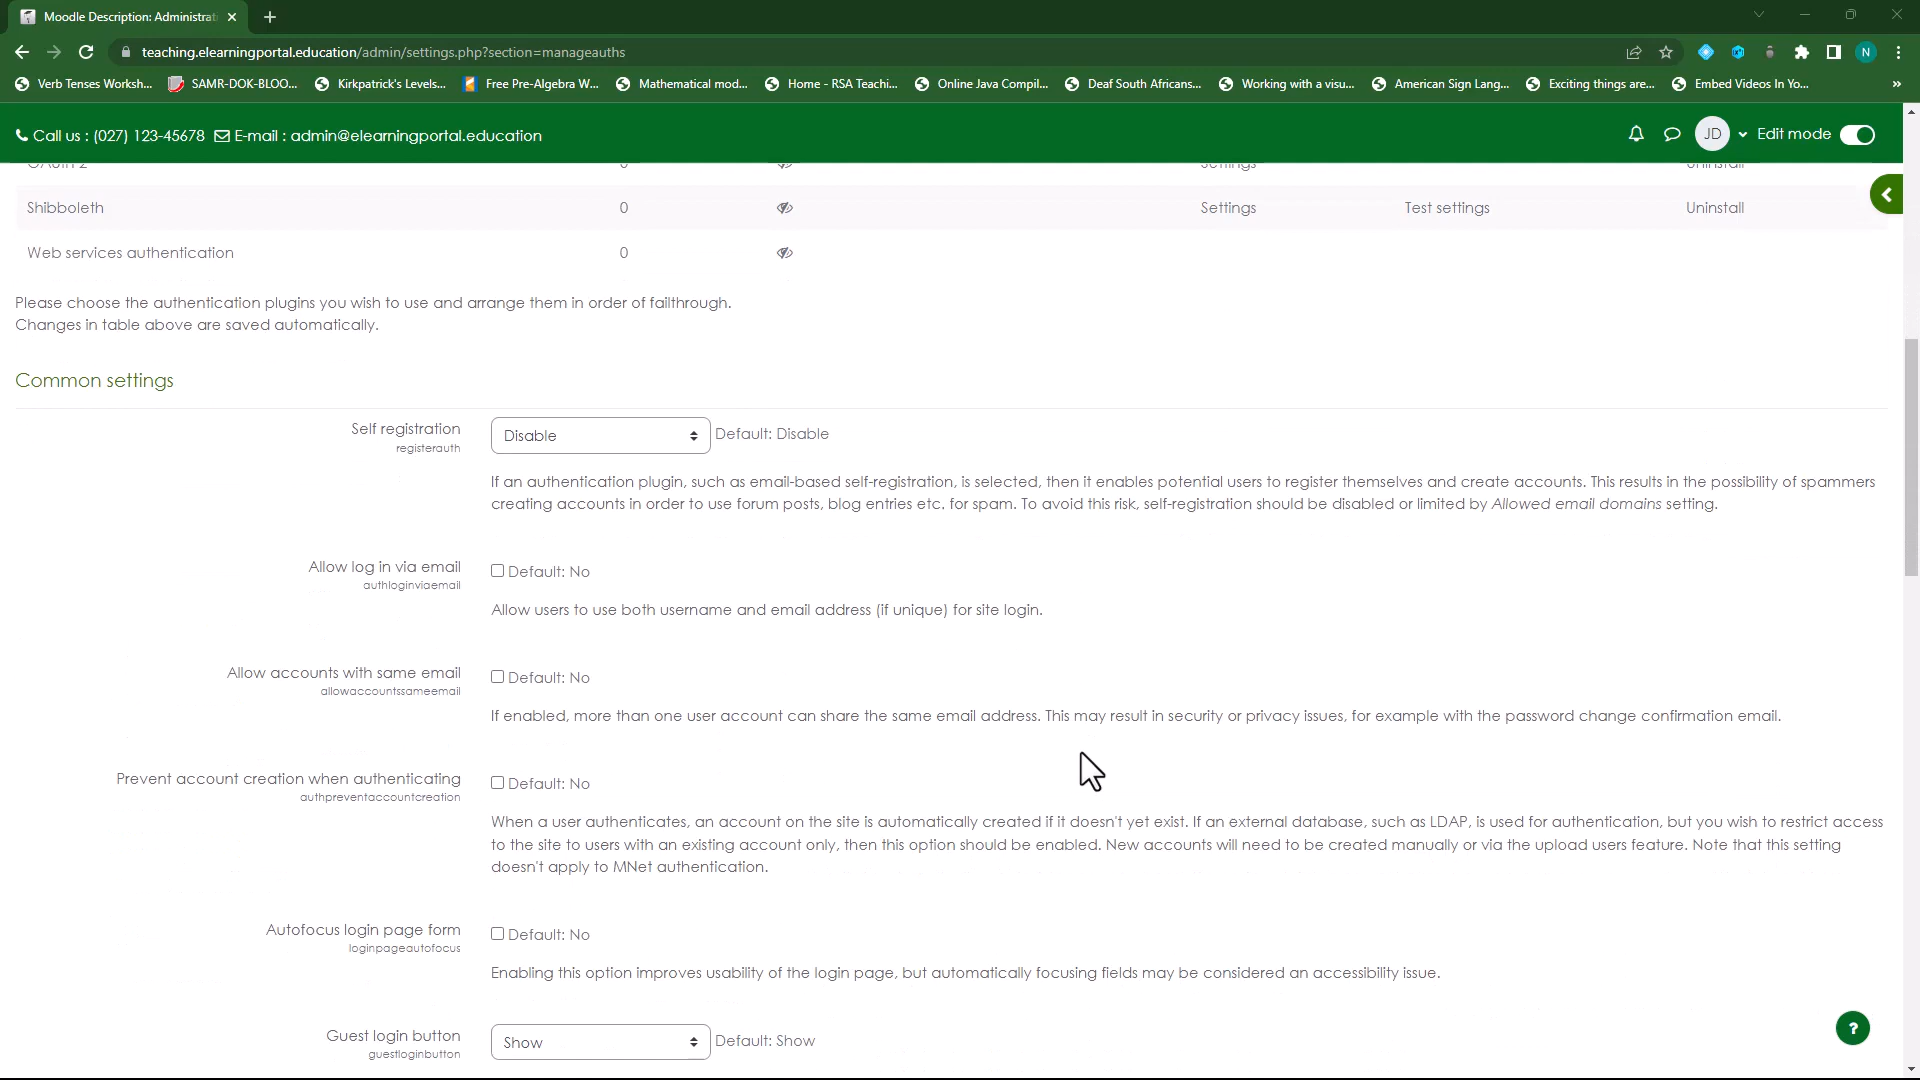 Moodle Description: Administrat
teaching.elearningportal.education/admin/settings.php?section=manageauths
N
Verb Tenses Worksh... SAMR-DOK-BLOO... Kirkpatrick's Levels... Free Pre-Algebra W... Mathematical mod... Home - RSA Teachi... Online Java Compil... Deaf South Africans... Working with a visu... American Sign Lang... Exciting things are... Embed Videos In Yo... »
Call us : (027) 123-45678 E-mail : admin@elearningportal.education JD Edit mode
OAuth 2 0 Settings Uninstall
Shibboleth 0 Settings Test settings Uninstall
Web services authentication 0
Please choose the authentication plugins you wish to use and arrange them in order of failthrough.
Changes in table above are saved automatically.
Common settings
Self registration Disable Default: Disable
registerauth
If an authentication plugin, such as email-based self-registration, is selected, then it enables potential users to register themselves and create accounts. This results in the possibility of spammers
creating accounts in order to use forum posts, blog entries etc. for spam. To avoid this risk, self-registration should be disabled or limited by Allowed email domains setting.
Allow log in via email Default: No
authloginviaemail
Allow users to use both username and email address (if unique) for site login.
Allow accounts with same email Default: No
allowaccountssameemail
If enabled, more than one user account can share the same email address. This may result in security or privacy issues, for example with the password change confirmation email.
Prevent account creation when authenticating Default: No
authpreventaccountcreation
When a user authenticates, an account on the site is automatically created if it doesn't yet exist. If an external database, such as LDAP, is used for authentication, but you wish to restrict access
to the site to users with an existing account only, then this option should be enabled. New accounts will need to be created manually or via the upload users feature. Note that this setting
doesn't apply to MNet authentication.
Autofocus login page form Default: No
loginpageautofocus
Enabling this option improves usability of the login page, but automatically focusing fields may be considered an accessibility issue.
Guest login button Show Default: Show
guestloginbutton
?